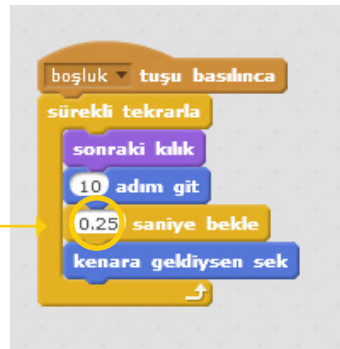 boşluk tuşu basılınca
sürekli tekrarla
sonraki kılık
10 adım git
0.25 saniye bekle
kenara geldiysen sek